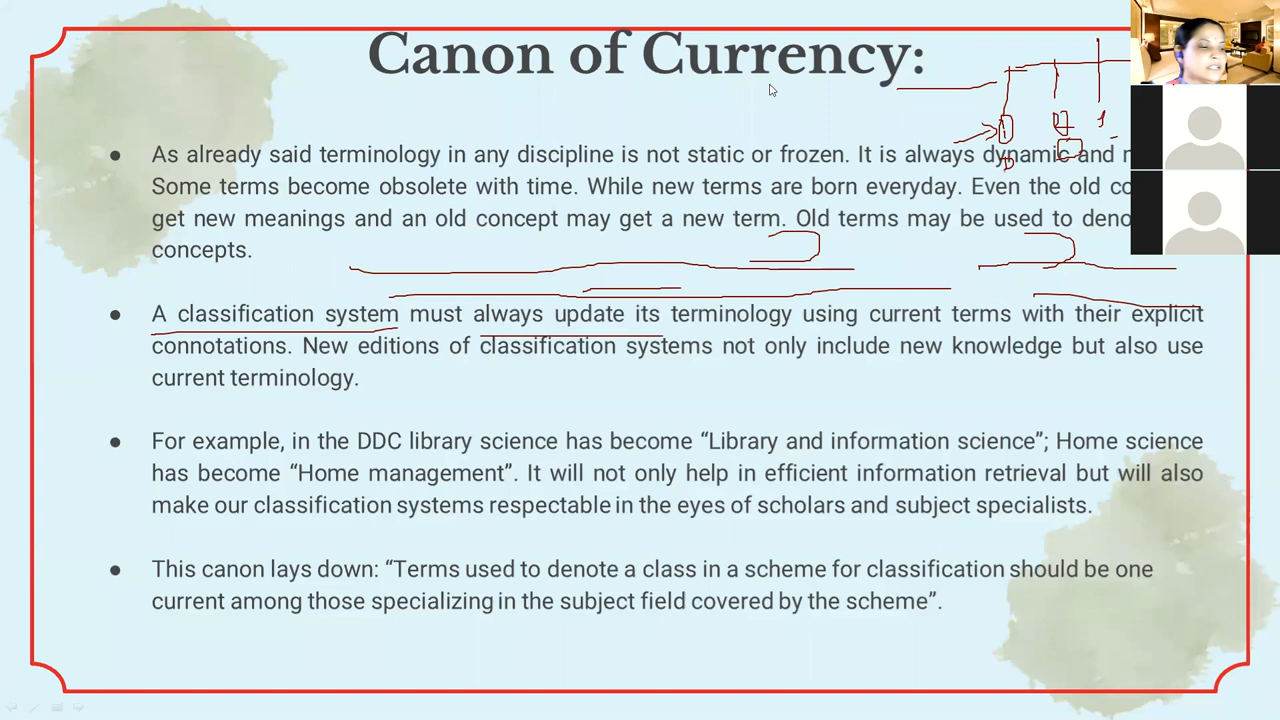 Canon of Currency:
● As already said terminology in any discipline is not static or frozen. It is always dynamic and
Some terms become obsolete with time. While new terms are born everyday. Even the old
get new meanings and an old concept may get a new term. Old terms may be used to
concepts.
● A classification system must always update its terminology using current terms with their explicit
connotations. New editions of classification systems not only include new knowledge but also use
current terminology.
● For example, in the DDC library science has become “Library and information science”; Home science
has become “Home management”. It will not only help in efficient information retrieval but will also
make our classification systems respectable in the eyes of scholars and subject specialists.
● This canon lays down: “Terms used to denote a class in a scheme for classification should be one
current among those specializing in the subject field covered by the scheme”.